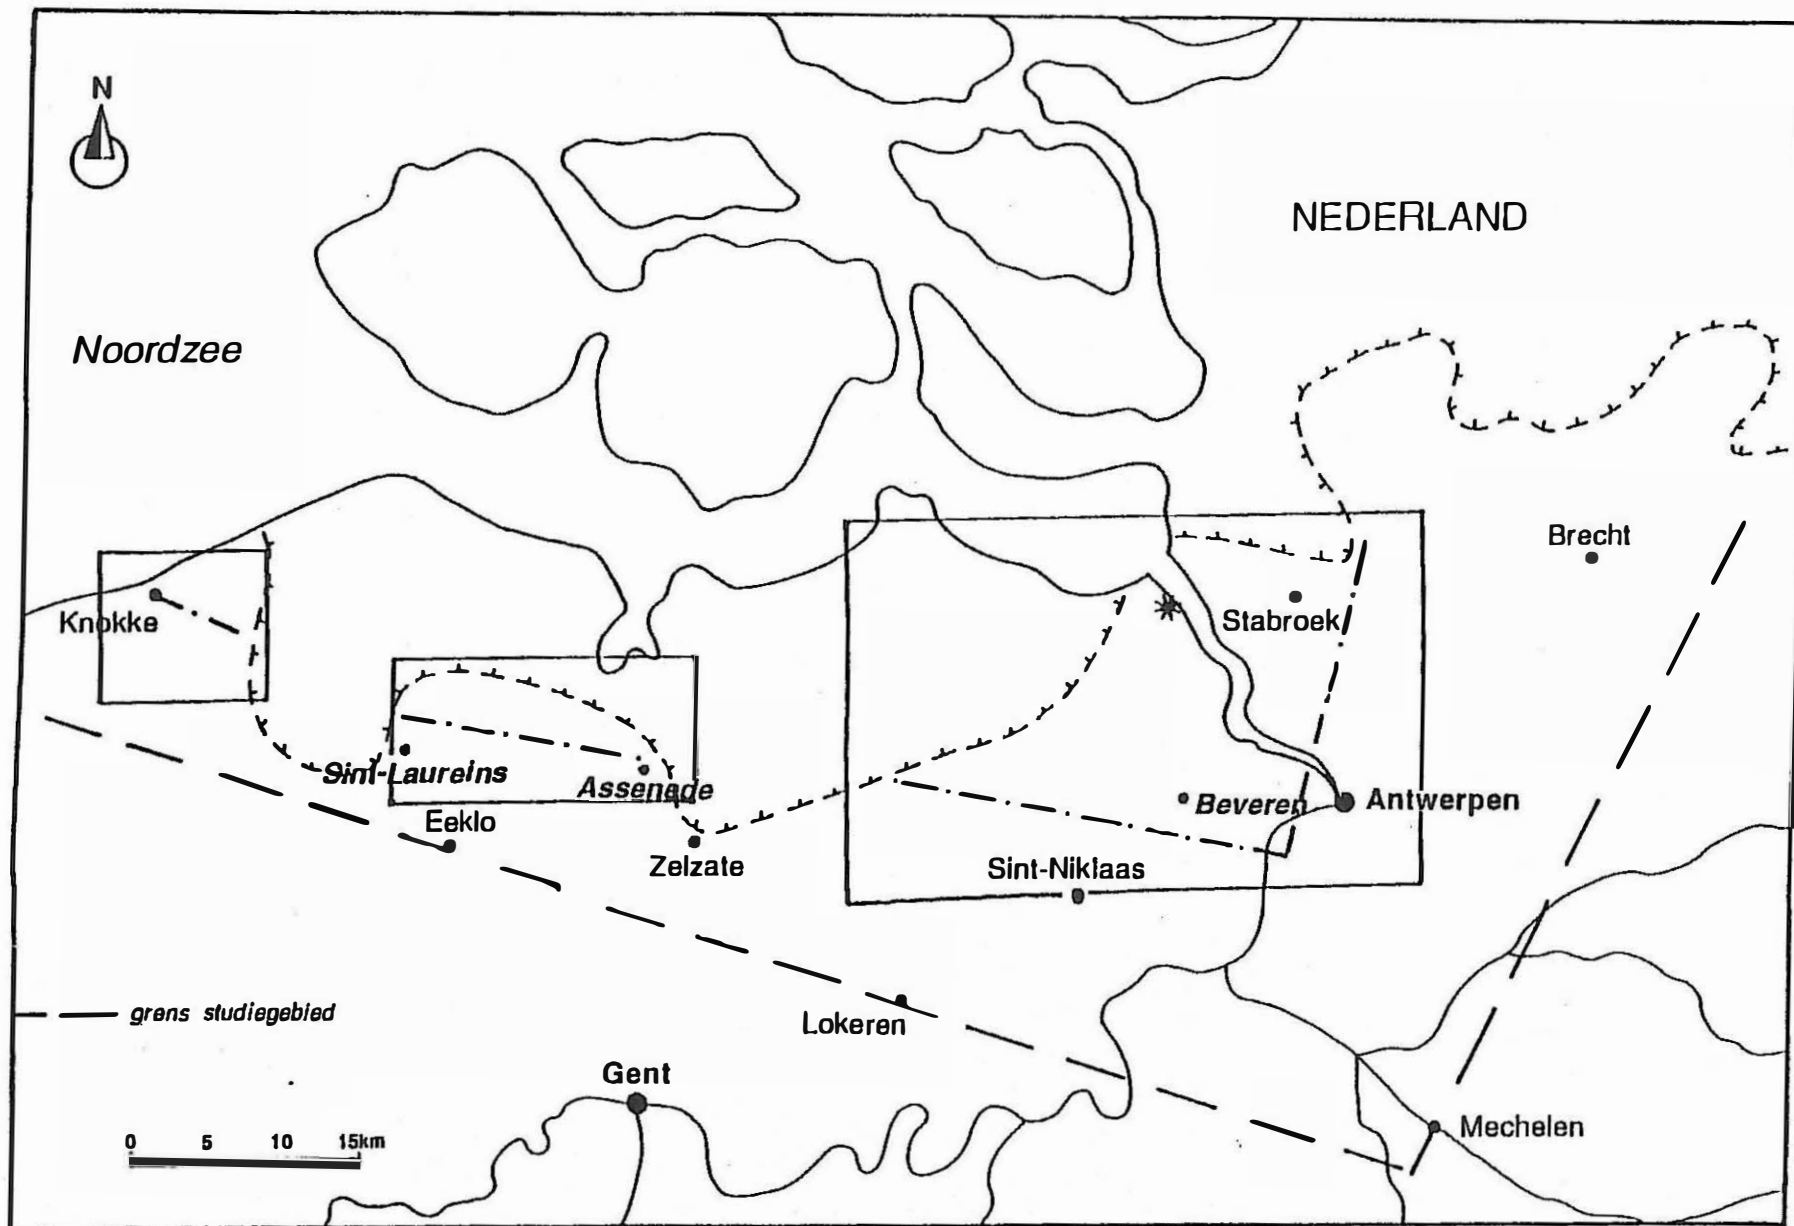 N
NEDERLAND
Noordzee
Brecht
Knokke
Stabroek
Sint-Laureins
Assenede
Beveren
Antwerpen
Eeklo
Zelzate
Sint-Niklaas
grens studiegebied
Lokeren
Gent
0 5 10 15km
Mechelen